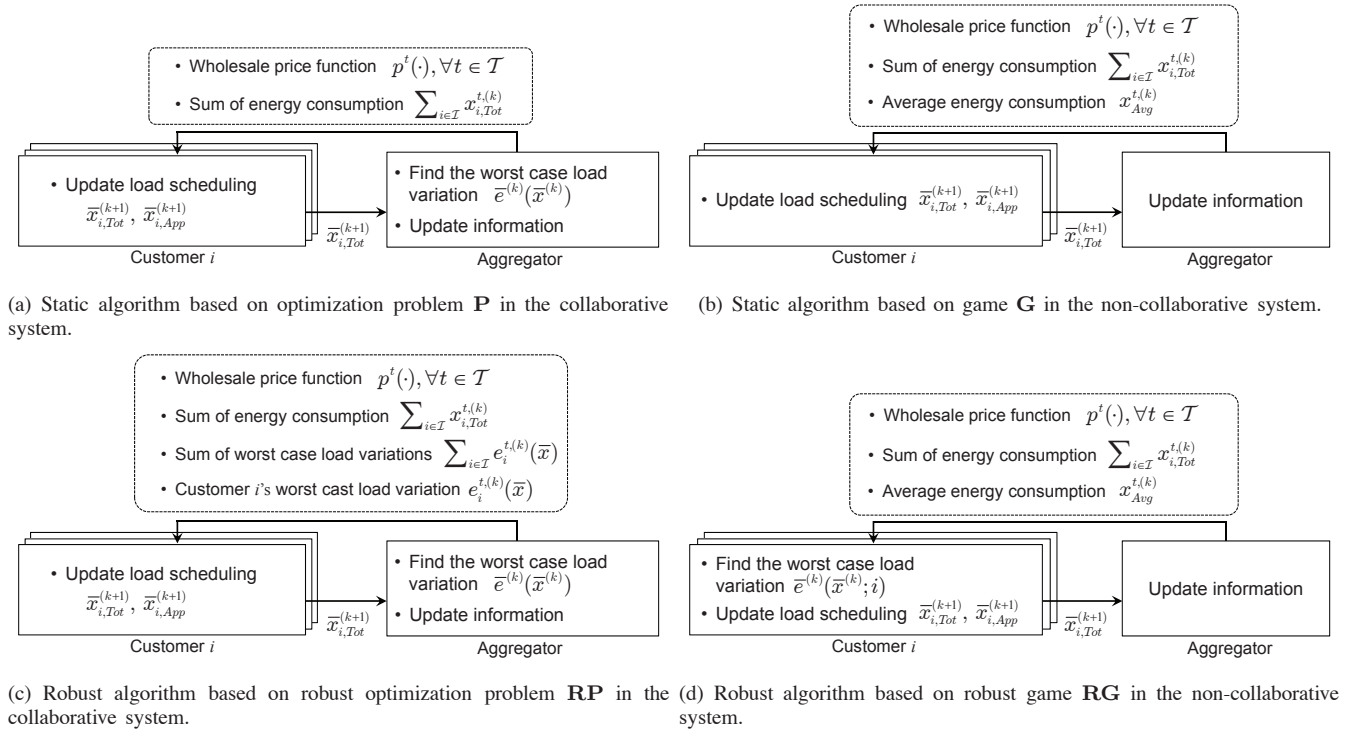 • Wholesale price function p^t(·), ∀t ∈ 𝒯
• Sum of energy consumption ∑_{i∈ℐ} x_{i,Tot}^{t,(k)}
• Update load scheduling
x̅_{i,Tot}^{(k+1)}, x̅_{i,App}^{(k+1)}
Customer i
x̅_{i,Tot}^{(k+1)}
• Find the worst case load
variation e̅^{(k)}(x̅^{(k)})
• Update information
Aggregator
(a) Static algorithm based on optimization problem P in the collaborative
system.
• Wholesale price function p^t(·), ∀t ∈ 𝒯
• Sum of energy consumption ∑_{i∈ℐ} x_{i,Tot}^{t,(k)}
• Average energy consumption x_{Avg}^{t,(k)}
• Update load scheduling x̅_{i,Tot}^{(k+1)}, x̅_{i,App}^{(k+1)}
Customer i
x̅_{i,Tot}^{(k+1)}
Update information
Aggregator
(b) Static algorithm based on game G in the non-collaborative system.
• Wholesale price function p^t(·), ∀t ∈ 𝒯
• Sum of energy consumption ∑_{i∈ℐ} x_{i,Tot}^{t,(k)}
• Sum of worst case load variations ∑_{i∈ℐ} e_i^{t,(k)}(x̅)
• Customer i's worst cast load variation e_i^{t,(k)}(x̅)
• Update load scheduling
x̅_{i,Tot}^{(k+1)}, x̅_{i,App}^{(k+1)}
Customer i
x̅_{i,Tot}^{(k+1)}
• Find the worst case load
variation e̅^{(k)}(x̅^{(k)})
• Update information
Aggregator
(c) Robust algorithm based on robust optimization problem RP in the
collaborative system.
• Wholesale price function p^t(·), ∀t ∈ 𝒯
• Sum of energy consumption ∑_{i∈ℐ} x_{i,Tot}^{t,(k)}
• Average energy consumption x_{Avg}^{t,(k)}
• Find the worst case load
variation e̅^{(k)}(x̅^{(k)}; i)
• Update load scheduling x̅_{i,Tot}^{(k+1)}, x̅_{i,App}^{(k+1)}
Customer i
x̅_{i,Tot}^{(k+1)}
Update information
Aggregator
(d) Robust algorithm based on robust game RG in the non-collaborative
system.